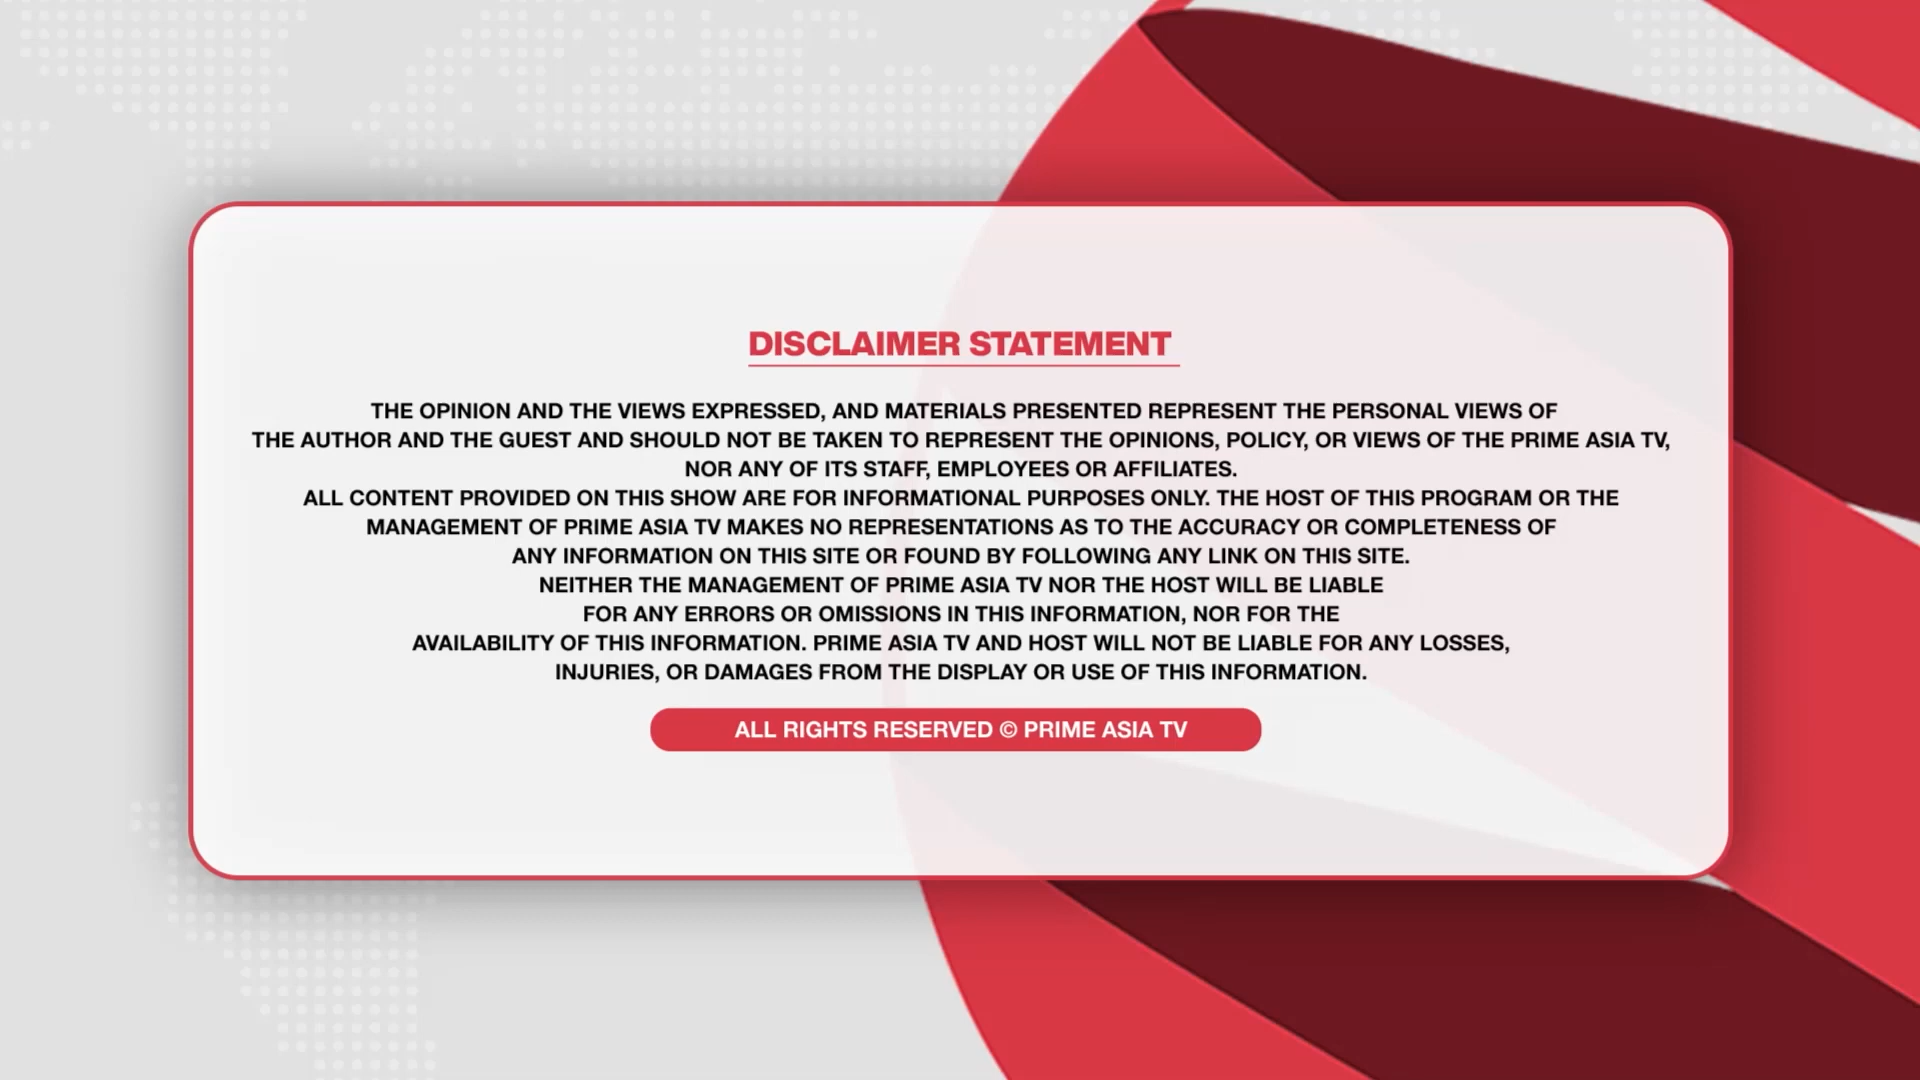 DISCLAIMER STATEMENT
THE OPINION AND THE VIEWS EXPRESSED, AND MATERIALS PRESENTED REPRESENT THE PERSONAL VIEWS OF
THE AUTHOR AND THE GUEST AND SHOULD NOT BE TAKEN TO REPRESENT THE OPINIONS, POLICY, OR VIEWS OF THE PRIME ASIA TV,
NOR ANY OF ITS STAFF, EMPLOYEES OR AFFILIATES.
ALL CONTENT PROVIDED ON THIS SHOW ARE FOR INFORMATIONAL PURPOSES ONLY. THE HOST OF THIS PROGRAM OR THE
MANAGEMENT OF PRIME ASIA TV MAKES NO REPRESENTATIONS AS TO THE ACCURACY OR COMPLETENESS OF
ANY INFORMATION ON THIS SITE OR FOUND BY FOLLOWING ANY LINK ON THIS SITE.
NEITHER THE MANAGEMENT OF PRIME ASIA TV NOR THE HOST WILL BE LIABLE
FOR ANY ERRORS OR OMISSIONS IN THIS INFORMATION, NOR FOR THE
AVAILABILITY OF THIS INFORMATION. PRIME ASIA TV AND HOST WILL NOT BE LIABLE FOR ANY LOSSES,
INJURIES, OR DAMAGES FROM THE DISPLAY OR USE OF THIS INFORMATION.
ALL RIGHTS RESERVED © PRIME ASIA TV